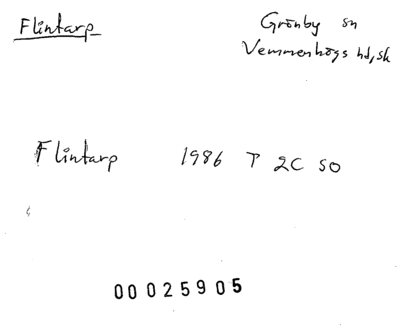 Flintarp
Grönby sn
Vemmenhögs hd, sk
Flintarp 1986 T 2C SO
00025905